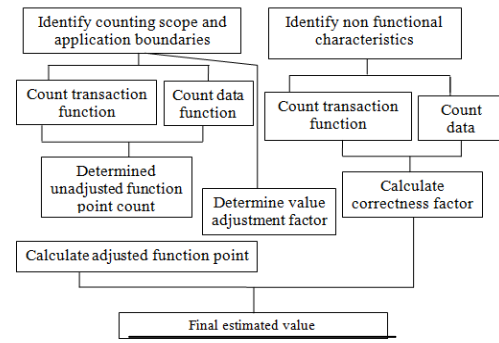 Identify counting scope and
application boundaries
Identify non functional
characteristics
Count transaction
function
Count data
function
Count transaction
function
Count
data
Determined
unadjusted function
point count
Determine value
adjustment factor
Calculate
correctness factor
Calculate adjusted function point
Final estimated value